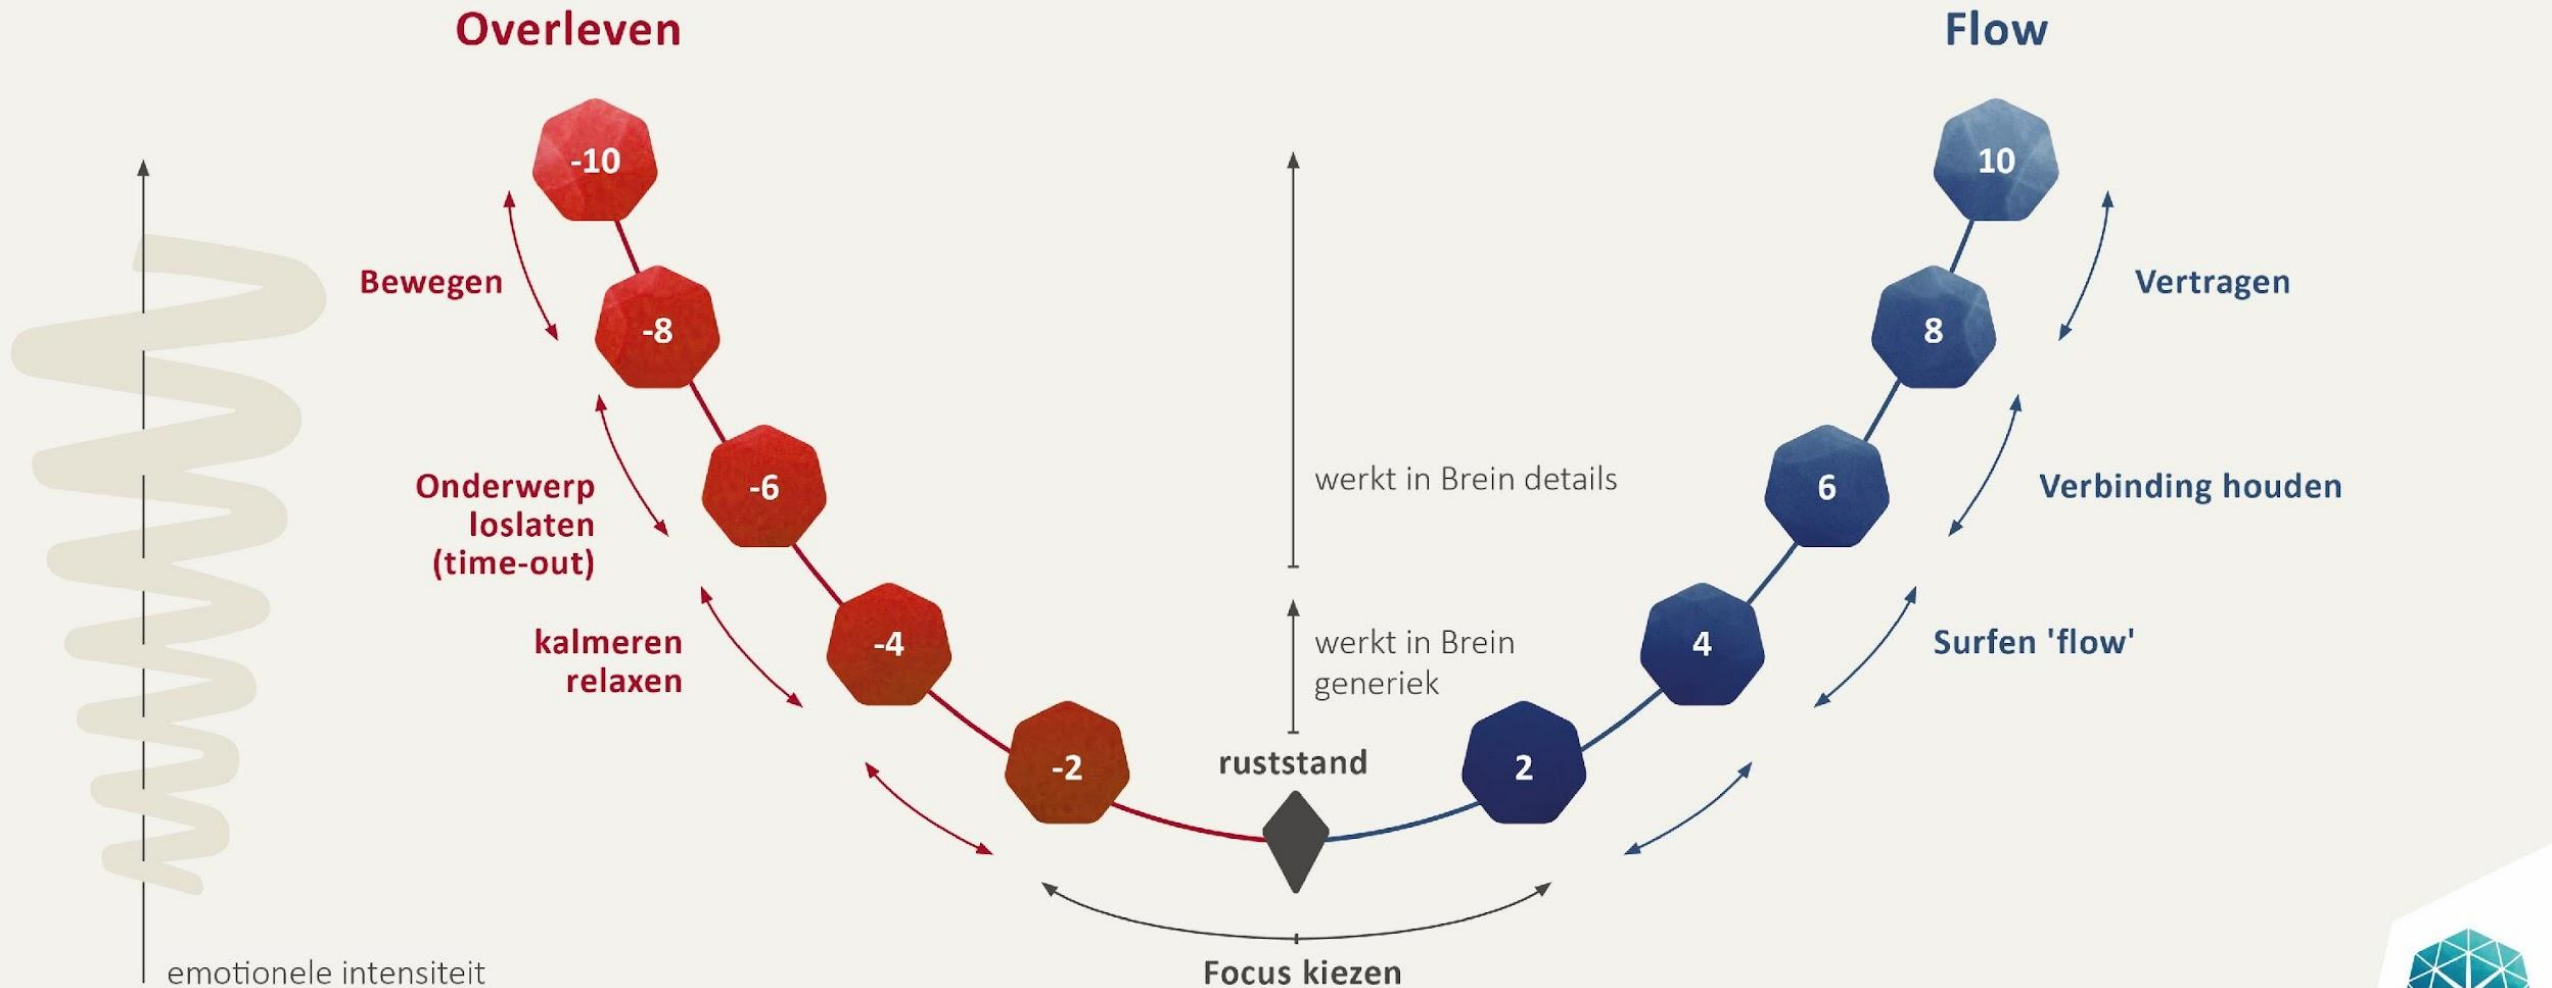 Overleven
Flow
-10
10
Bewegen
Vertragen
-8
8
werkt in Brein details
Onderwerp
loslaten
(time-out)
-6
6
Verbinding houden
kalmeren
relaxen
-4
werkt in Brein
generiek
4
Surfen 'flow'
-2
ruststand
2
emotionele intensiteit
Focus kiezen